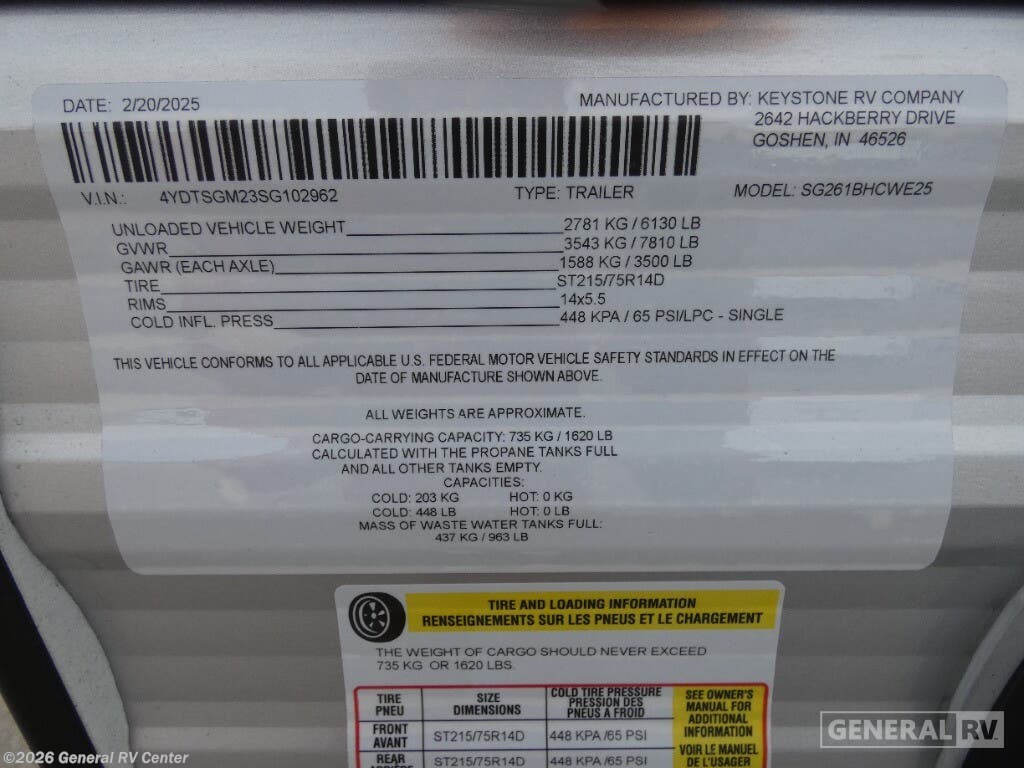 DATE: 2/20/2025
MANUFACTURED BY: KEYSTONE RV COMPANY
2642 HACKBERRY DRIVE
GOSHEN, IN 46526
V.I.N.: 4YDTSGM23SG102962 TYPE: TRAILER MODEL: SG261BHCWE25
UNLOADED VEHICLE WEIGHT 2781 KG / 6130 LB
GVWR 3543 KG / 7810 LB
GAWR (EACH AXLE) 1588 KG / 3500 LB
TIRE ST215/75R14D
RIMS 14x5.5
COLD INFL. PRESS 448 KPA / 65 PSI/LPC - SINGLE
THIS VEHICLE CONFORMS TO ALL APPLICABLE U.S. FEDERAL MOTOR VEHICLE SAFETY STANDARDS IN EFFECT ON THE
DATE OF MANUFACTURE SHOWN ABOVE.
ALL WEIGHTS ARE APPROXIMATE.
CARGO-CARRYING CAPACITY: 735 KG / 1620 LB
CALCULATED WITH THE PROPANE TANKS FULL
AND ALL OTHER TANKS EMPTY.
CAPACITIES:
COLD: 203 KG HOT: 0 KG
COLD: 448 LB HOT: 0 LB
MASS OF WASTE WATER TANKS FULL:
437 KG / 963 LB
TIRE AND LOADING INFORMATION
RENSEIGNEMENTS SUR LES PNEUS ET LE CHARGEMENT
THE WEIGHT OF CARGO SHOULD NEVER EXCEED
735 KG OR 1620 LBS.
TIRE
PNEU
SIZE
DIMENSIONS
COLD TIRE PRESSURE
PRESSION DES
PNEUS A FROID
SEE OWNER'S
MANUAL FOR
ADDITIONAL
INFORMATION
VOIR LE MANUEL
DE L'USAGER
FRONT
AVANT
ST215/75R14D
448 KPA /65 PSI
REAR
ARRIÈRE
ST215/75R14D
448 KPA /65 PSI
GENERAL RV
©2026 General RV Center